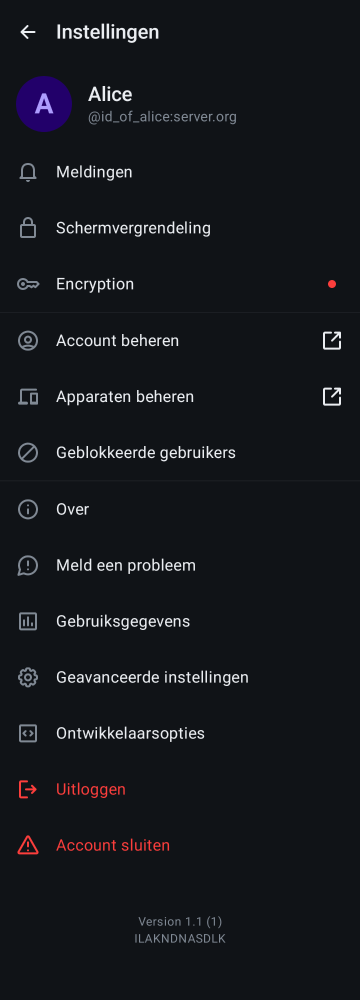 Instellingen
A
Alice
@id_of_alice:server.org
Meldingen
Schermvergrendeling
Encryption
Account beheren
Apparaten beheren
Geblokkeerde gebruikers
Over
Meld een probleem
Gebruiksgegevens
Geavanceerde instellingen
Ontwikkelaarsopties
Uitloggen
Account sluiten
Version 1.1 (1)
ILAKNDNASDLK